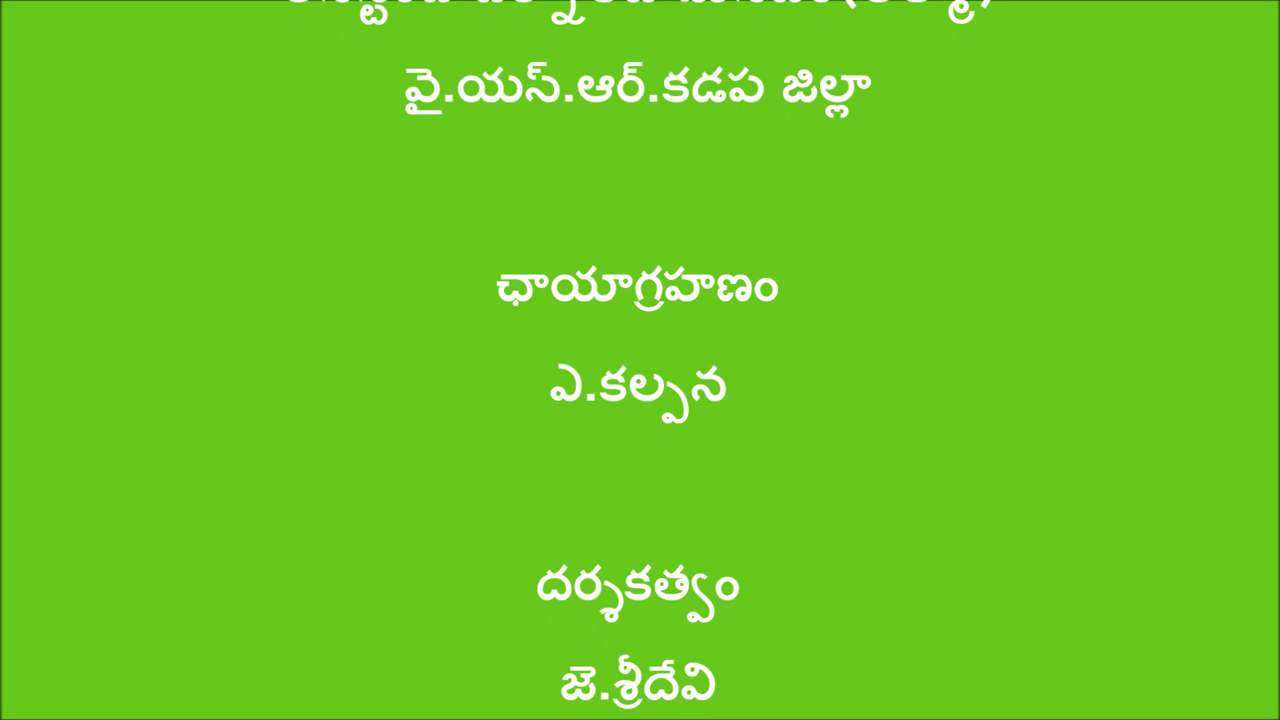 వై.యస్.ఆర్.కడప జిల్లా
ఛాయాగ్రహణం
ఎ.కల్పన
దర్శకత్వం
జె.శ్రీదేవి